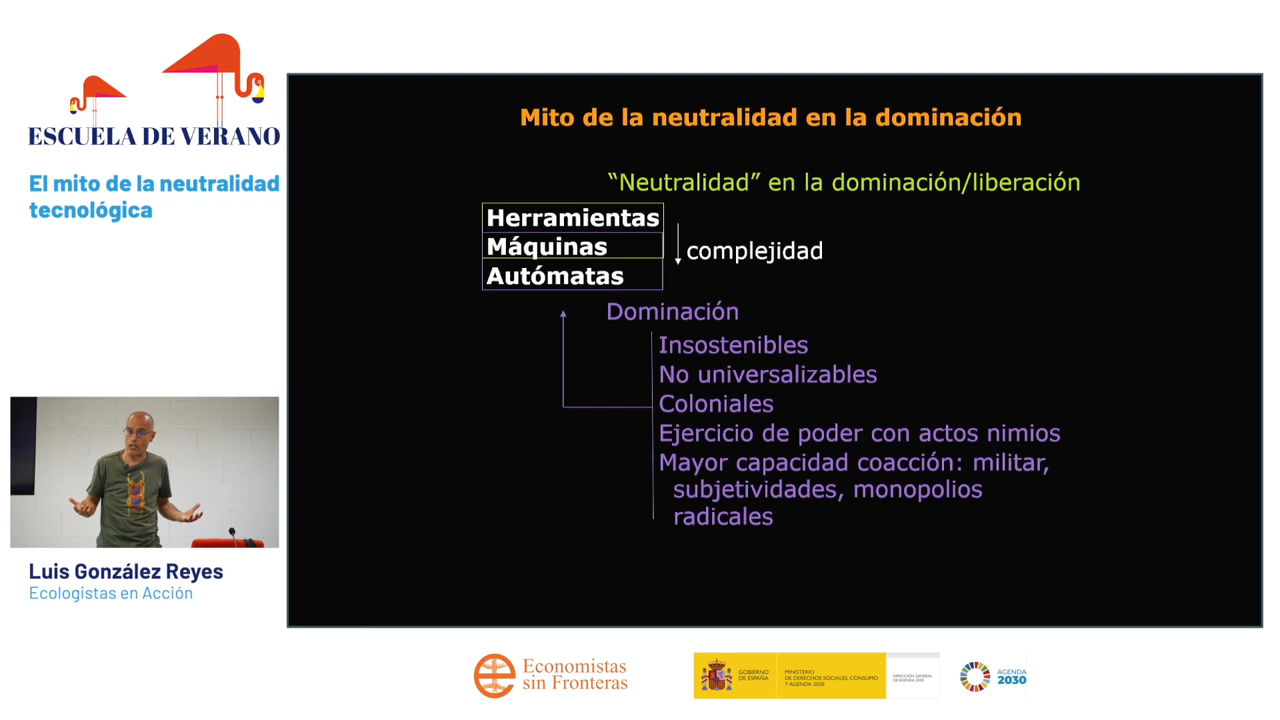 ESCUELA DE VERANO
El mito de la neutralidad
tecnológica
Mito de la neutralidad en la dominación
“Neutralidad” en la dominación/liberación
Herramientas
Máquinas
complejidad
Autómatas
Dominación
Insostenibles
No universalizables
Coloniales
Ejercicio de poder con actos nimios
Mayor capacidad coacción: militar,
subjetividades, monopolios
radicales
Luis González Reyes
Ecologistas en Acción
Economistas
sin Fronteras
GOBIERNO
DE ESPAÑA
MINISTERIO
DE DERECHOS SOCIALES, CONSUMO
Y AGENDA 2030
DIRECCIÓN GENERAL
DE AGENDA 2030
AGENDA
2030